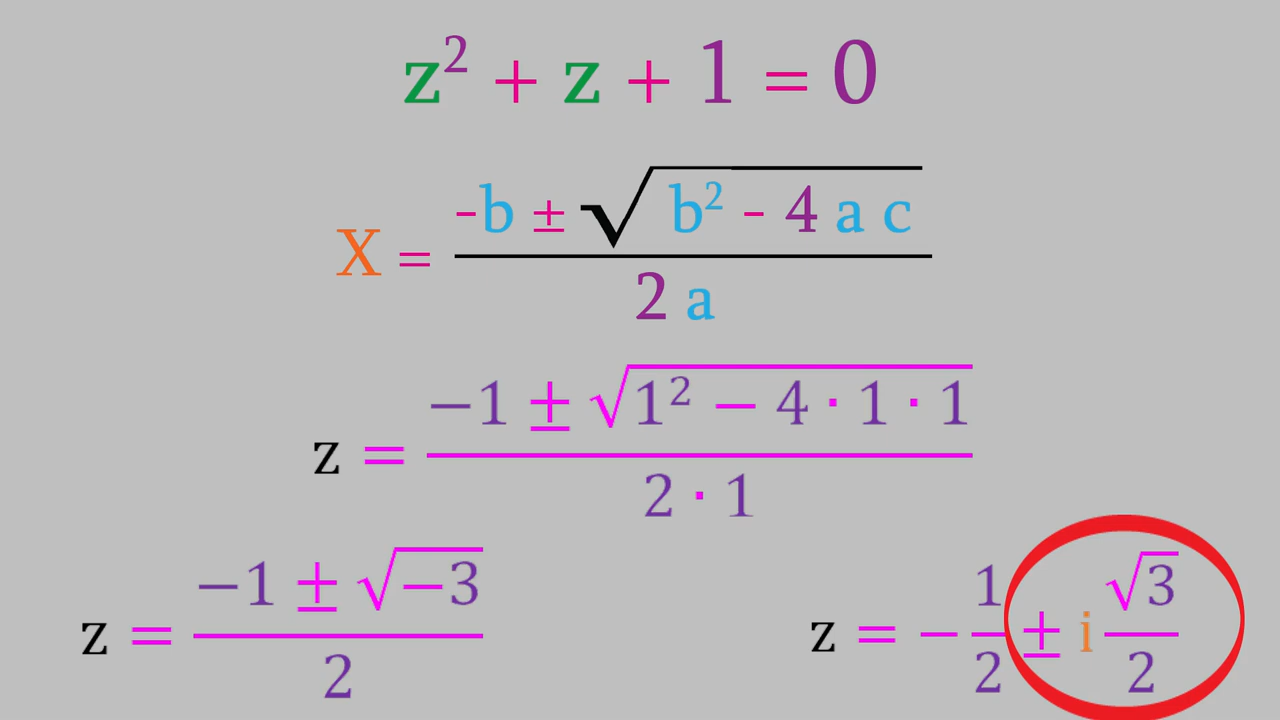 z² + z + 1 = 0
X = (-b ± √(b² - 4 a c)) / (2 a)
z = (−1 ± √(1² − 4 · 1 · 1)) / (2 · 1)
z = (−1 ± √(−3)) / 2
z = − 1/2 ± i √3/2